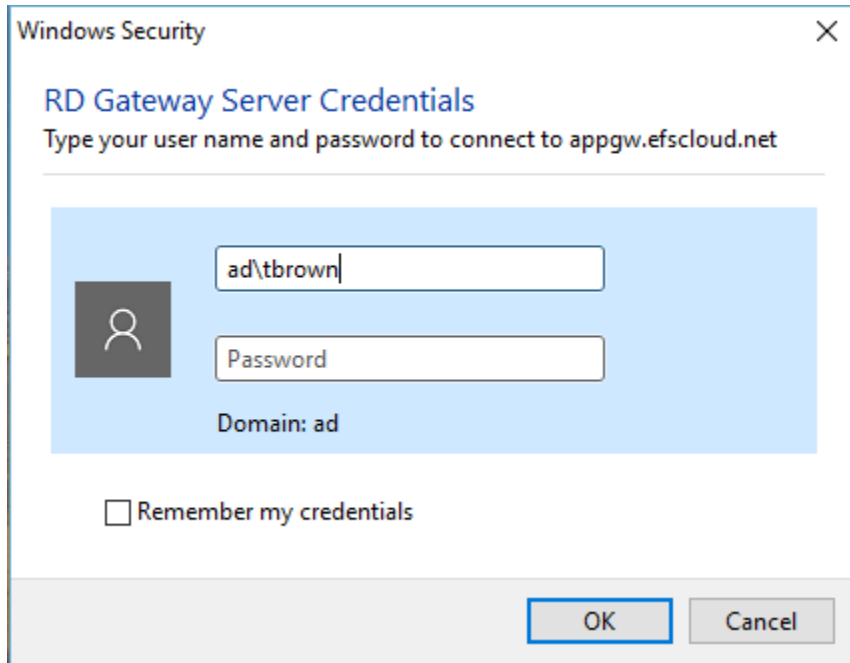 Windows Security
RD Gateway Server Credentials
Type your user name and password to connect to appgw.efscloud.net
ad\tbrown
Password
Domain: ad
Remember my credentials
OK
Cancel